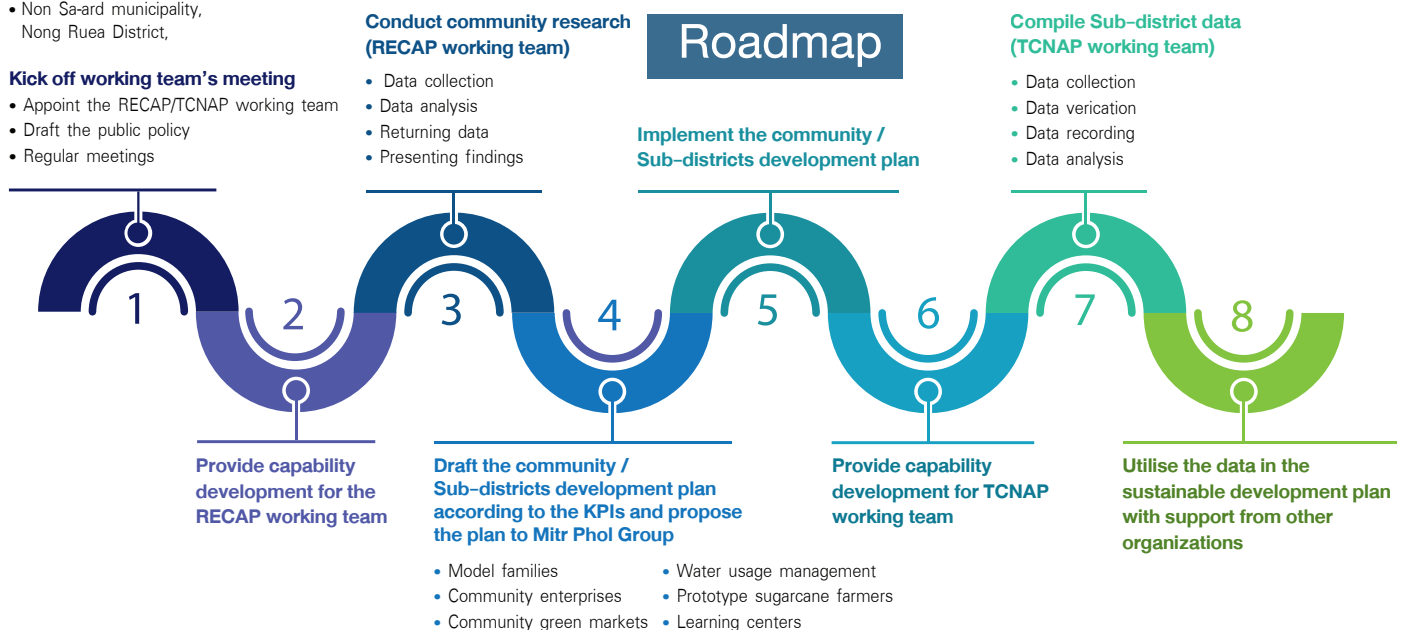 • Non Sa-ard municipality,
Nong Ruea District,
Kick off working team's meeting
• Appoint the RECAP/TCNAP working team
• Draft the public policy
• Regular meetings
Conduct community research
(RECAP working team)
• Data collection
• Data analysis
• Returning data
• Presenting findings
Roadmap
Implement the community /
Sub-districts development plan
Compile Sub-district data
(TCNAP working team)
• Data collection
• Data verication
• Data recording
• Data analysis
1
2
3
4
5
6
7
8
Provide capability
development for the
RECAP working team
Draft the community /
Sub-districts development plan
according to the KPIs and propose
the plan to Mitr Phol Group
• Model families
• Community enterprises
• Community green markets
• Water usage management
• Prototype sugarcane farmers
• Learning centers
Provide capability
development for TCNAP
working team
Utilise the data in the
sustainable development plan
with support from other
organizations